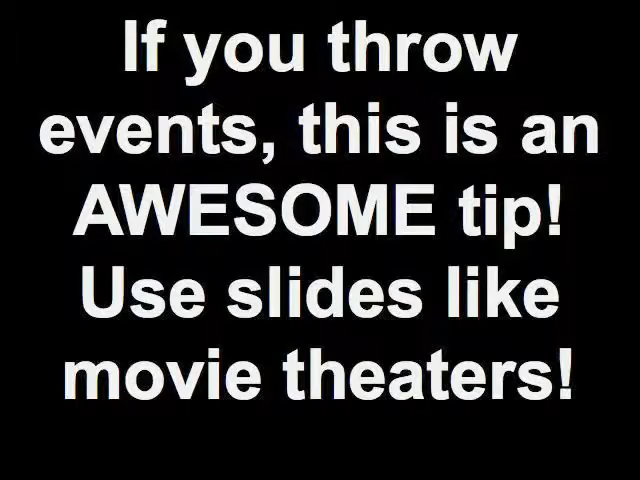 If you throw
events, this is an
AWESOME tip!
Use slides like
movie theaters!